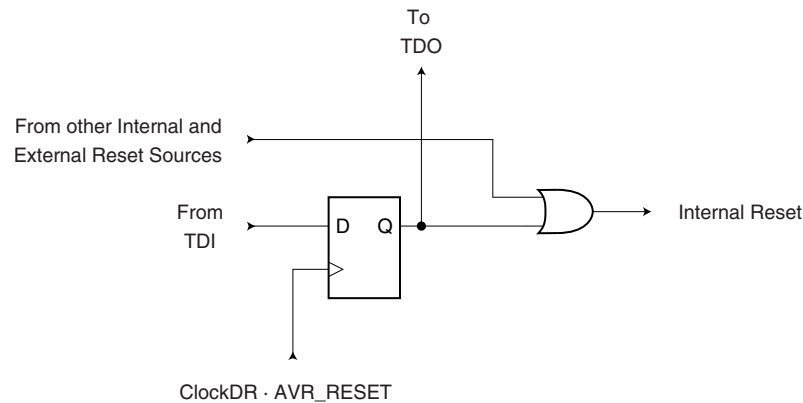 To
TDO
From other Internal and
External Reset Sources
From
TDI
D Q
Internal Reset
ClockDR · AVR_RESET